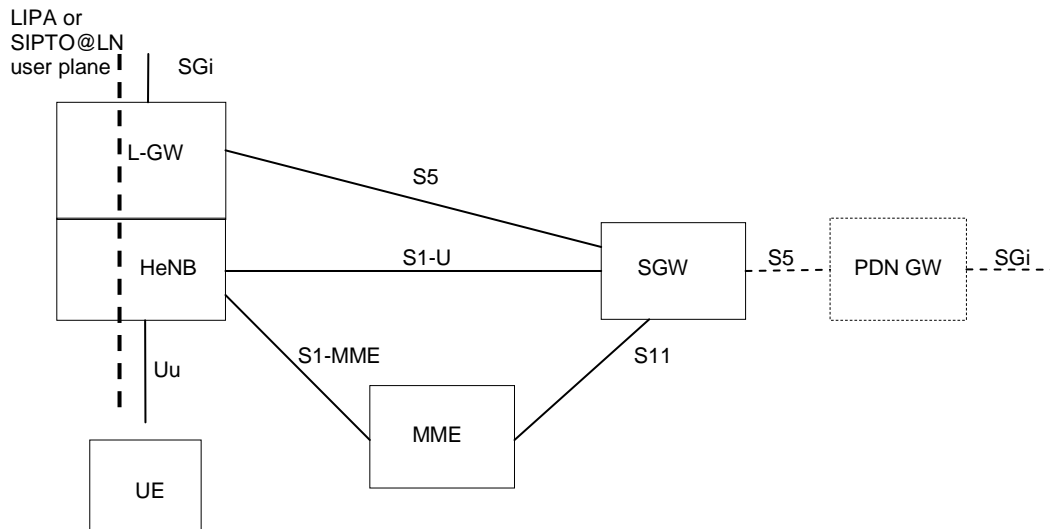 LIPA or
SIPTO@LN
user plane
SGi
L-GW
S5
HeNB
S1-U
SGW
S5
PDN GW
SGi
Uu
S1-MME
S11
MME
UE